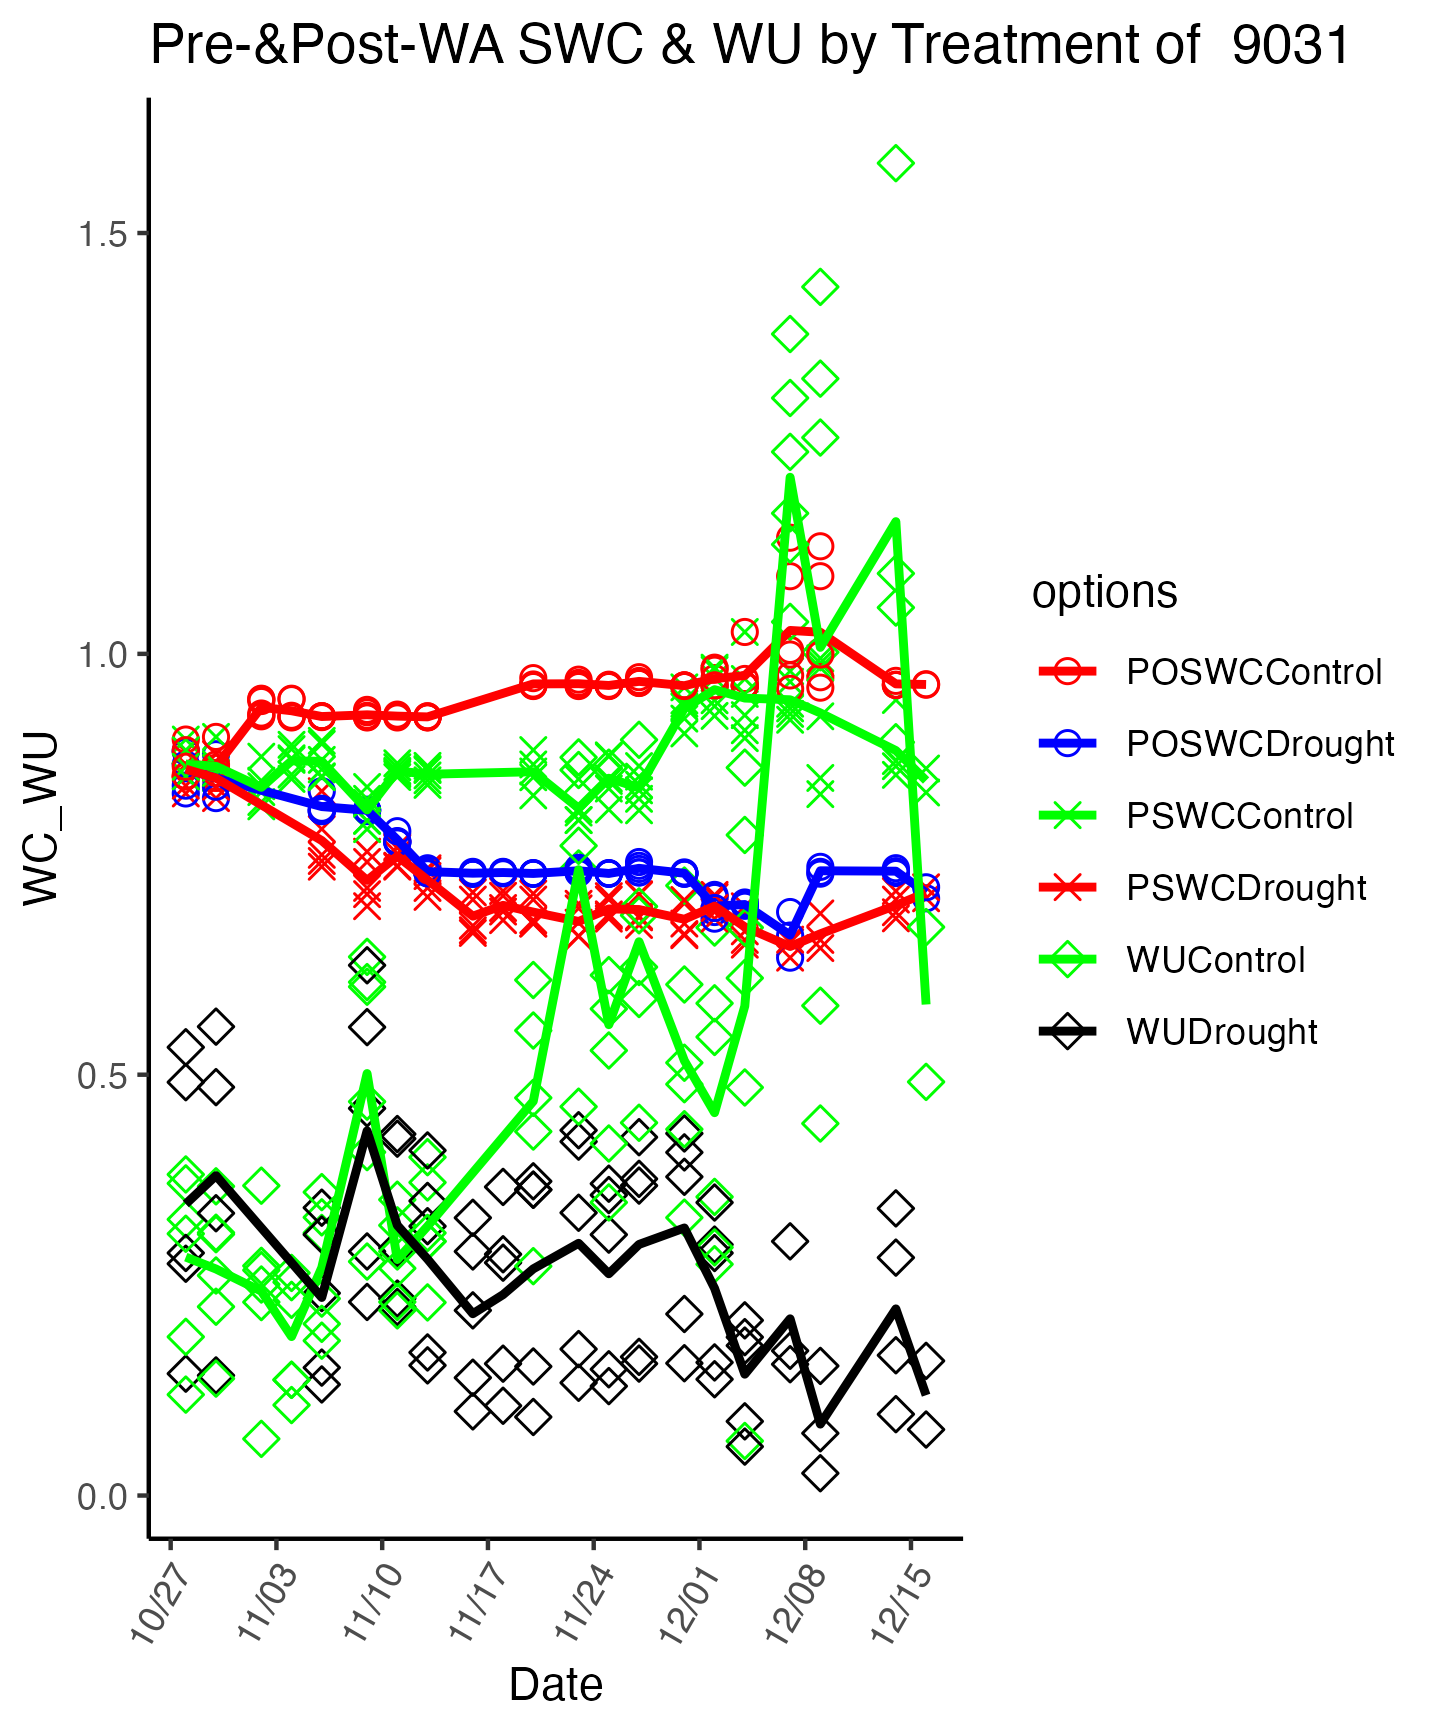 Pre-&Post-WA SWC & WU by Treatment of  9031
WC_WU
1.5
1.0
0.5
0.0
10/27
11/03
11/10
11/17
11/24
12/01
12/08
12/15
Date
options
POSWCControl
POSWCDrought
PSWCControl
PSWCDrought
WUControl
WUDrought